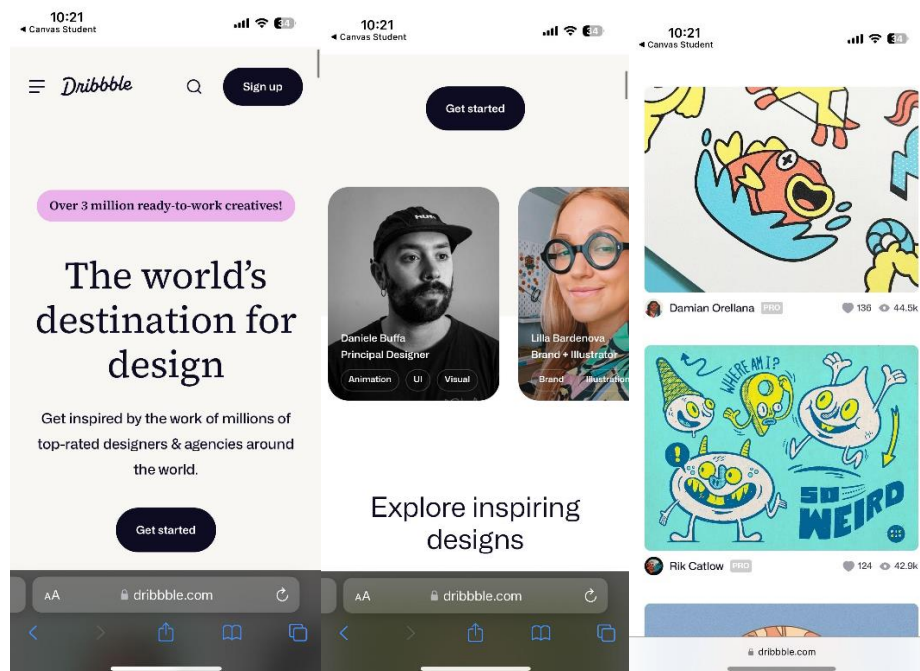 10:21
◀ Canvas Student
34
Dribbble
Sign up
Over 3 million ready-to-work creatives!
The world's
destination for
design
Get inspired by the work of millions of
top-rated designers & agencies around
the world.
Get started
AA
dribbble.com
10:21
◀ Canvas Student
34
Get started
Daniele Buffa
Principal Designer
Animation
UI
Visual
Lilla Bardenova
Brand + Illustrator
Brand
Illustration
Explore inspiring
designs
AA
dribbble.com
10:21
◀ Canvas Student
34
Damian Orellana PRO
136 44.5k
WHERE AM I?
!
SO
WEIRD
Rik Catlow PRO
124 42.9k
dribbble.com